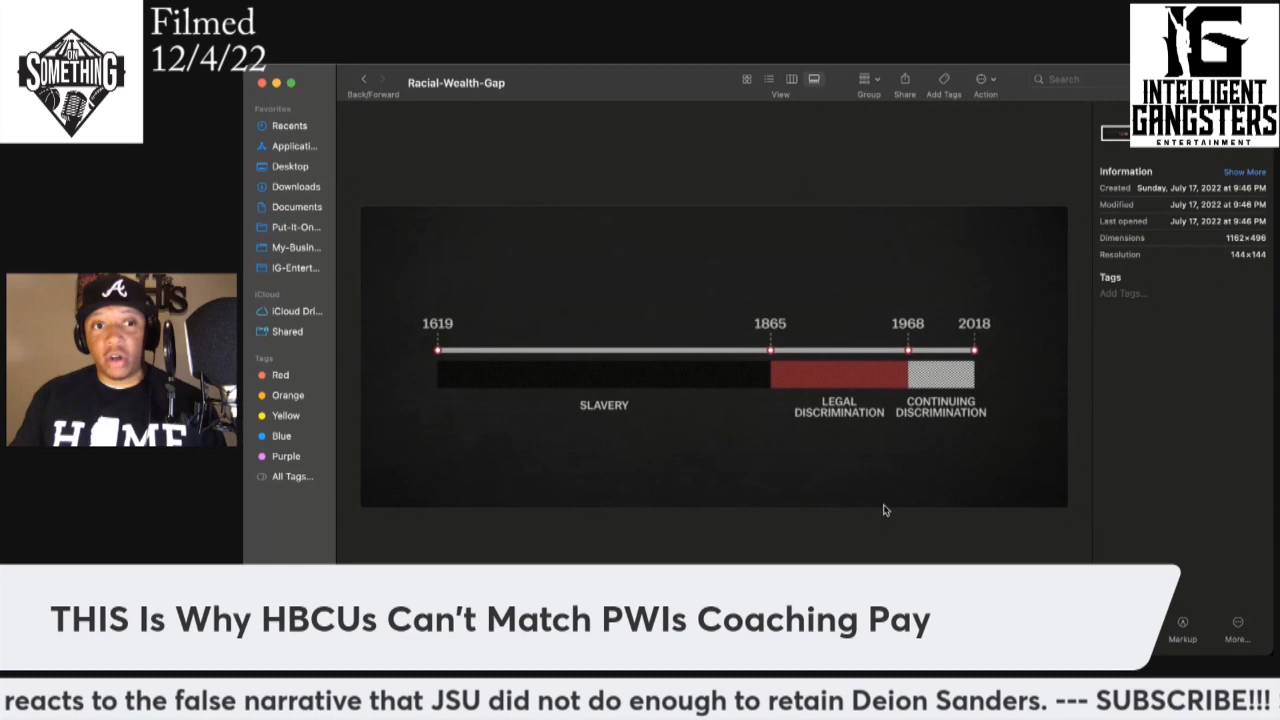 PUT
ON
SOMETHING
Filmed
12/4/22
IG
INTELLIGENT
GANGSTERS
ENTERTAINMENT
Racial-Wealth-Gap
Back/Forward
View
Group
Share
Add Tags
Action
Search
Favorites
Recents
Applicati...
Desktop
Downloads
Documents
Put-It-On...
My-Busin...
IG-Entert...
iCloud
iCloud Dri...
Shared
Tags
Red
Orange
Yellow
Blue
Purple
All Tags...
1619 1865 1968 2018
SLAVERY
LEGAL
DISCRIMINATION
CONTINUING
DISCRIMINATION
Information Show More
Created Sunday, July 17, 2022 at 9:46 PM
Modified July 17, 2022 at 9:46 PM
Last opened July 17, 2022 at 9:46 PM
Dimensions 1162×496
Resolution 144×144
Tags
Add Tags...
A
Markup
More...
THIS Is Why HBCUs Can't Match PWIs Coaching Pay
reacts to the false narrative that JSU did not do enough to retain Deion Sanders. --- SUBSCRIBE!!!